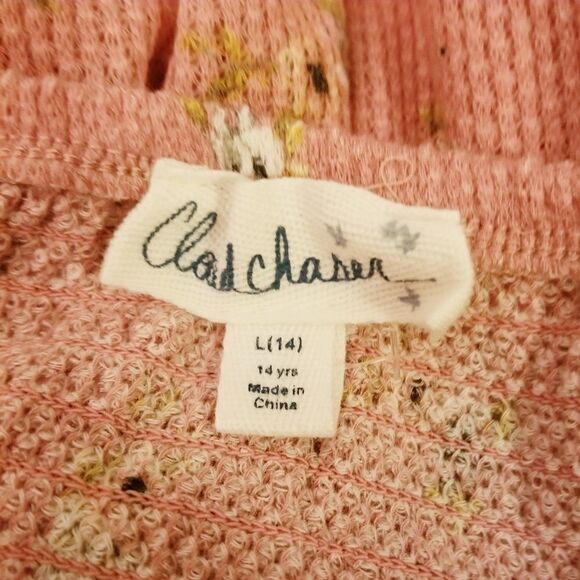 Cloud Chaser
L(14)
14 yrs
Made in
China